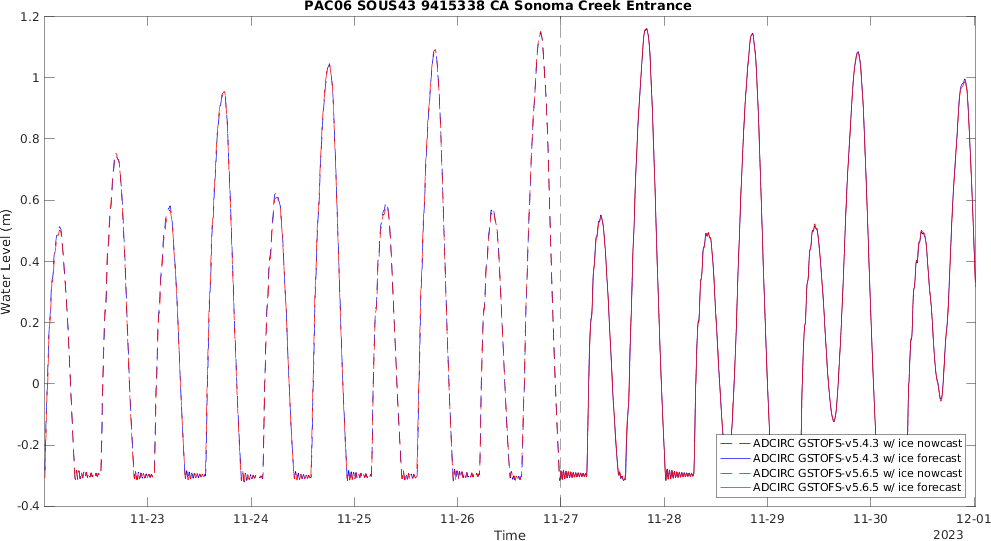 PAC06 SOUS43 9415338 CA Sonoma Creek Entrance
1.2
1
0.8
0.6
0.4
0.2
0
-0.2
-0.4
Water Level (m)
ADCIRC GSTOFS-v5.4.3 w/ ice nowcast
ADCIRC GSTOFS-v5.4.3 w/ ice forecast
ADCIRC GSTOFS-v5.6.5 w/ ice nowcast
ADCIRC GSTOFS-v5.6.5 w/ ice forecast
11-23 11-24 11-25 11-26 11-27 11-28 11-29 11-30 12-01
Time
2023